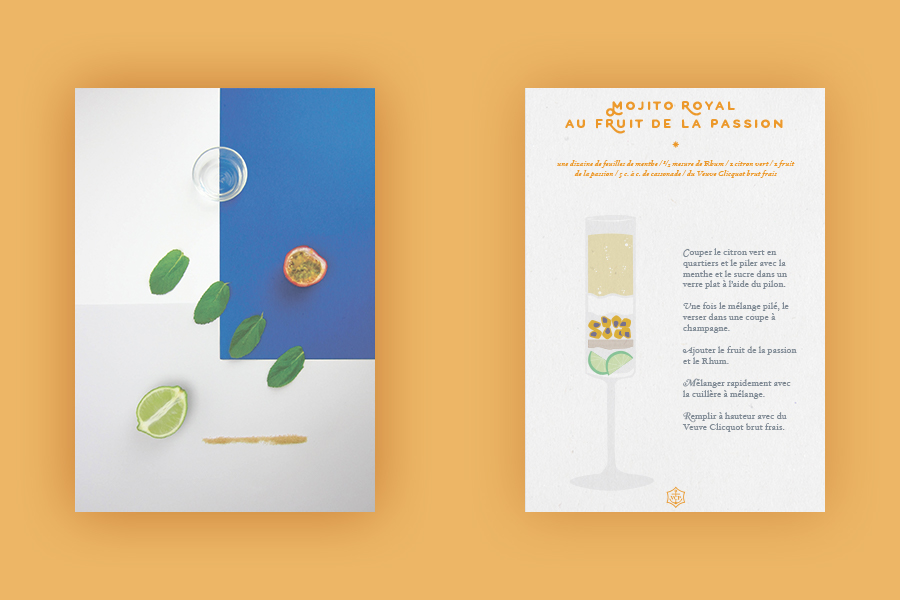 MOJITO ROYAL
AU FRUIT DE LA PASSION
une dizaine de feuilles de menthe / ½ mesure de Rhum / 2 citron vert / 2 fruit
de la passion / 5 c. à c. de cassonade / du Veuve Clicquot brut frais
Couper le citron vert en
quartiers et le piler avec la
menthe et le sucre dans un
verre plat à l'aide du pilon.
Une fois le mélange pilé, le
verser dans une coupe à
champagne.
Ajouter le fruit de la passion
et le Rhum.
Mélanger rapidement avec
la cuillère à mélange.
Remplir à hauteur avec du
Veuve Clicquot brut frais.